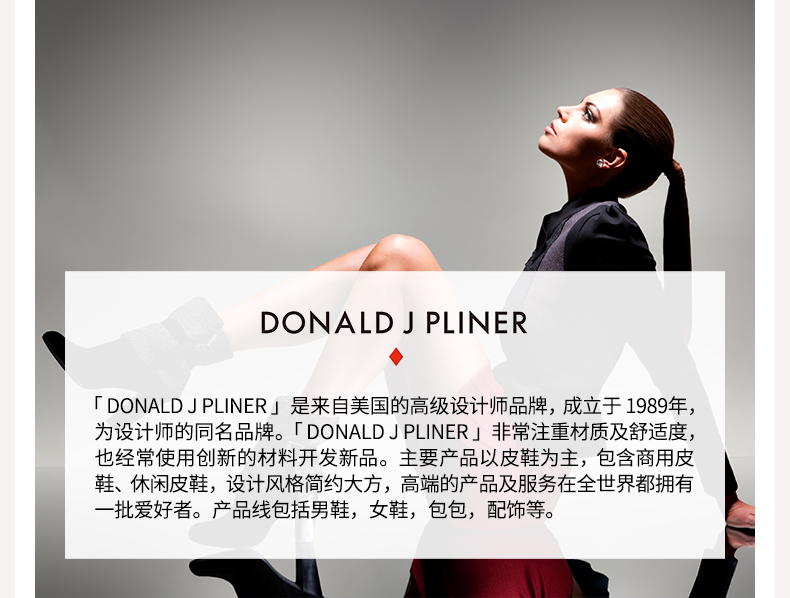 DONALD J PLINER
「 DONALD J PLINER 」是来自美国的高级设计师品牌，成立于 1989年，
为设计师的同名品牌。「 DONALD J PLINER 」非常注重材质及舒适度，
也经常使用创新的材料开发新品。主要产品以皮鞋为主，包含商用皮
鞋、休闲皮鞋，设计风格简约大方，高端的产品及服务在全世界都拥有
一批爱好者。产品线包括男鞋，女鞋，包包，配饰等。